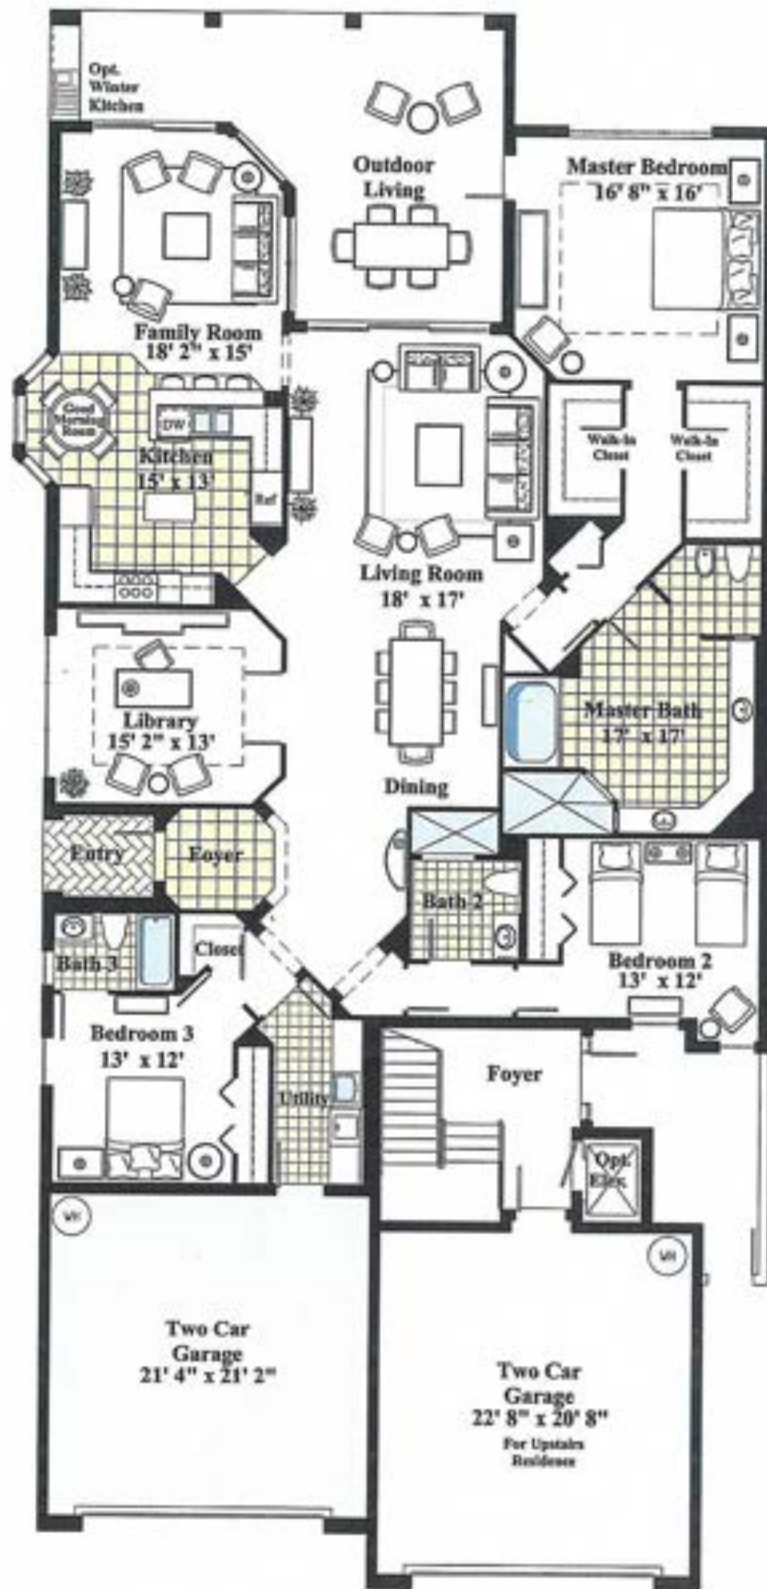 Opt.
Winter
Kitchen
Outdoor
Living
Master Bedroom
16' 8" x 16'
Family Room
18' 2" x 15'
Good
Morning
Room
DW
Kitchen
15' x 13'
Ref
Walk-In
Closet
Walk-In
Closet
Living Room
18' x 17'
Library
15' 2" x 13'
Master Bath
17' x 17'
Dining
Entry
Foyer
Bath 2
Bath 3
Closet
Bedroom 2
13' x 12'
Bedroom 3
13' x 12'
Utility
Foyer
Opt.
Elev.
WH
WH
Two Car
Garage
21' 4" x 21' 2"
Two Car
Garage
22' 8" x 20' 8"
For Upstairs
Residence